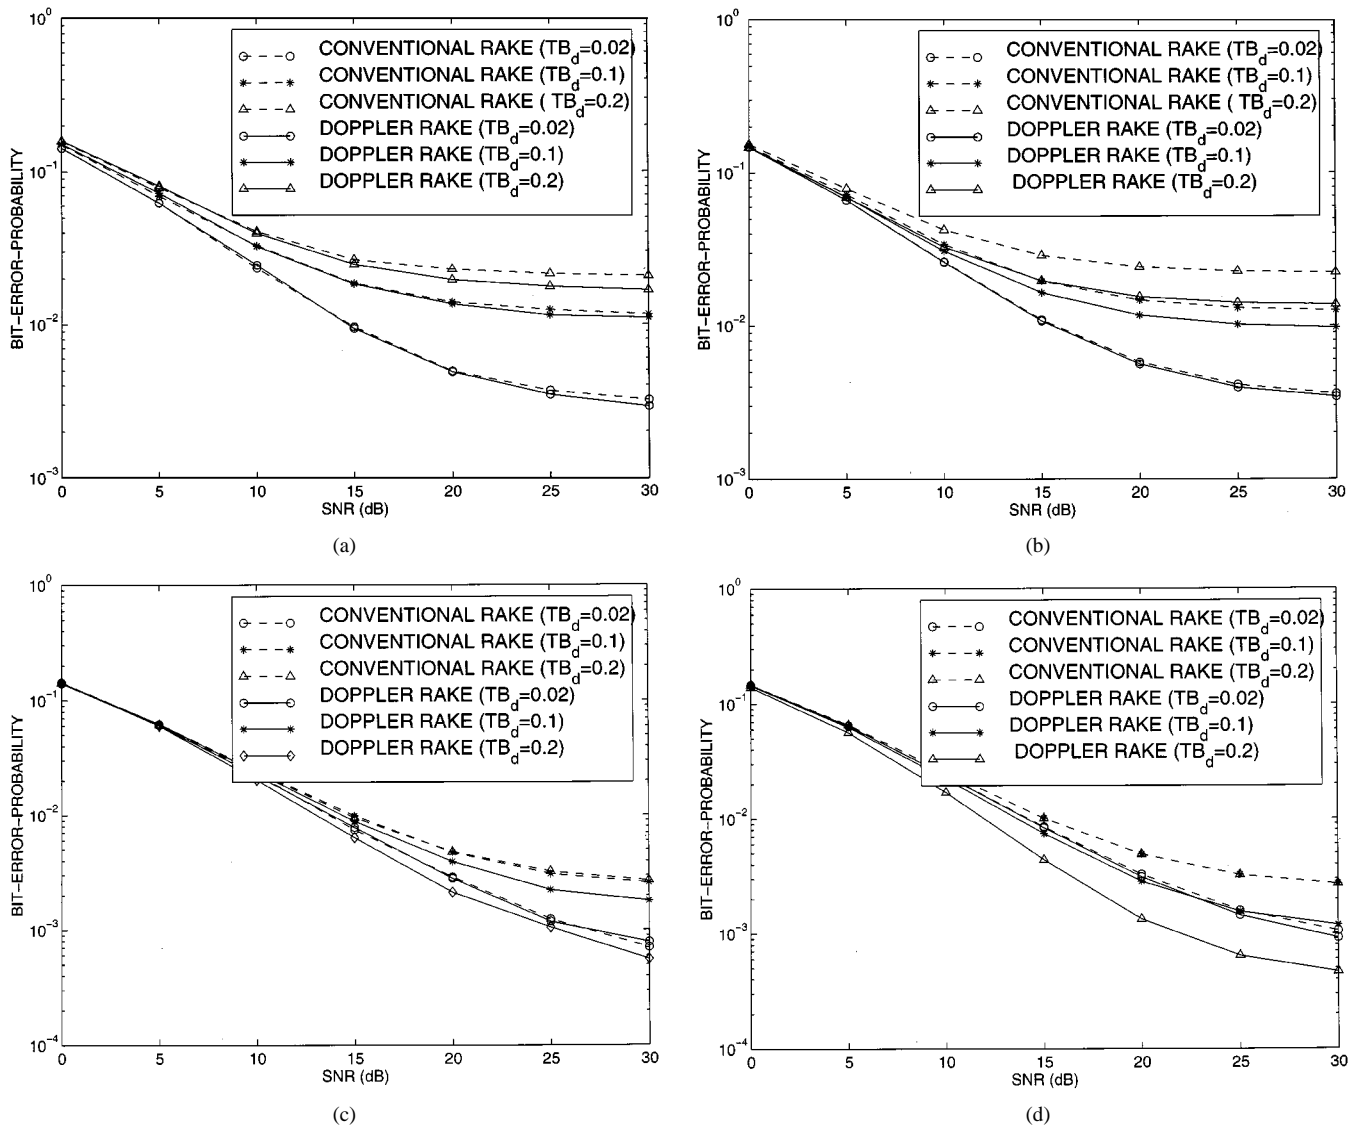 10^0
10^-1
10^-2
10^-3
BIT-ERROR-PROBABILITY
CONVENTIONAL RAKE (TB_d=0.02)
CONVENTIONAL RAKE (TB_d=0.1)
CONVENTIONAL RAKE ( TB_d=0.2)
DOPPLER RAKE (TB_d=0.02)
DOPPLER RAKE (TB_d=0.1)
DOPPLER RAKE (TB_d=0.2)
0 5 10 15 20 25 30
SNR (dB)
(a)
10^0
10^-1
10^-2
10^-3
BIT-ERROR-PROBABILITY
CONVENTIONAL RAKE (TB_d=0.02)
CONVENTIONAL RAKE (TB_d=0.1)
CONVENTIONAL RAKE ( TB_d=0.2)
DOPPLER RAKE (TB_d=0.02)
DOPPLER RAKE (TB_d=0.1)
DOPPLER RAKE (TB_d=0.2)
0 5 10 15 20 25 30
SNR (dB)
(b)
10^0
10^-1
10^-2
10^-3
10^-4
BIT-ERROR-PROBABILITY
CONVENTIONAL RAKE (TB_d=0.02)
CONVENTIONAL RAKE (TB_d=0.1)
CONVENTIONAL RAKE (TB_d=0.2)
DOPPLER RAKE (TB_d=0.02)
DOPPLER RAKE (TB_d=0.1)
DOPPLER RAKE (TB_d=0.2)
0 5 10 15 20 25 30
SNR (dB)
(c)
10^0
10^-1
10^-2
10^-3
10^-4
BIT-ERROR-PROBABILITY
CONVENTIONAL RAKE (TB_d=0.02)
CONVENTIONAL RAKE (TB_d=0.1)
CONVENTIONAL RAKE (TB_d=0.2)
DOPPLER RAKE (TB_d=0.02)
DOPPLER RAKE (TB_d=0.1)
DOPPLER RAKE (TB_d=0.2)
0 5 10 15 20 25 30
SNR (dB)
(d)